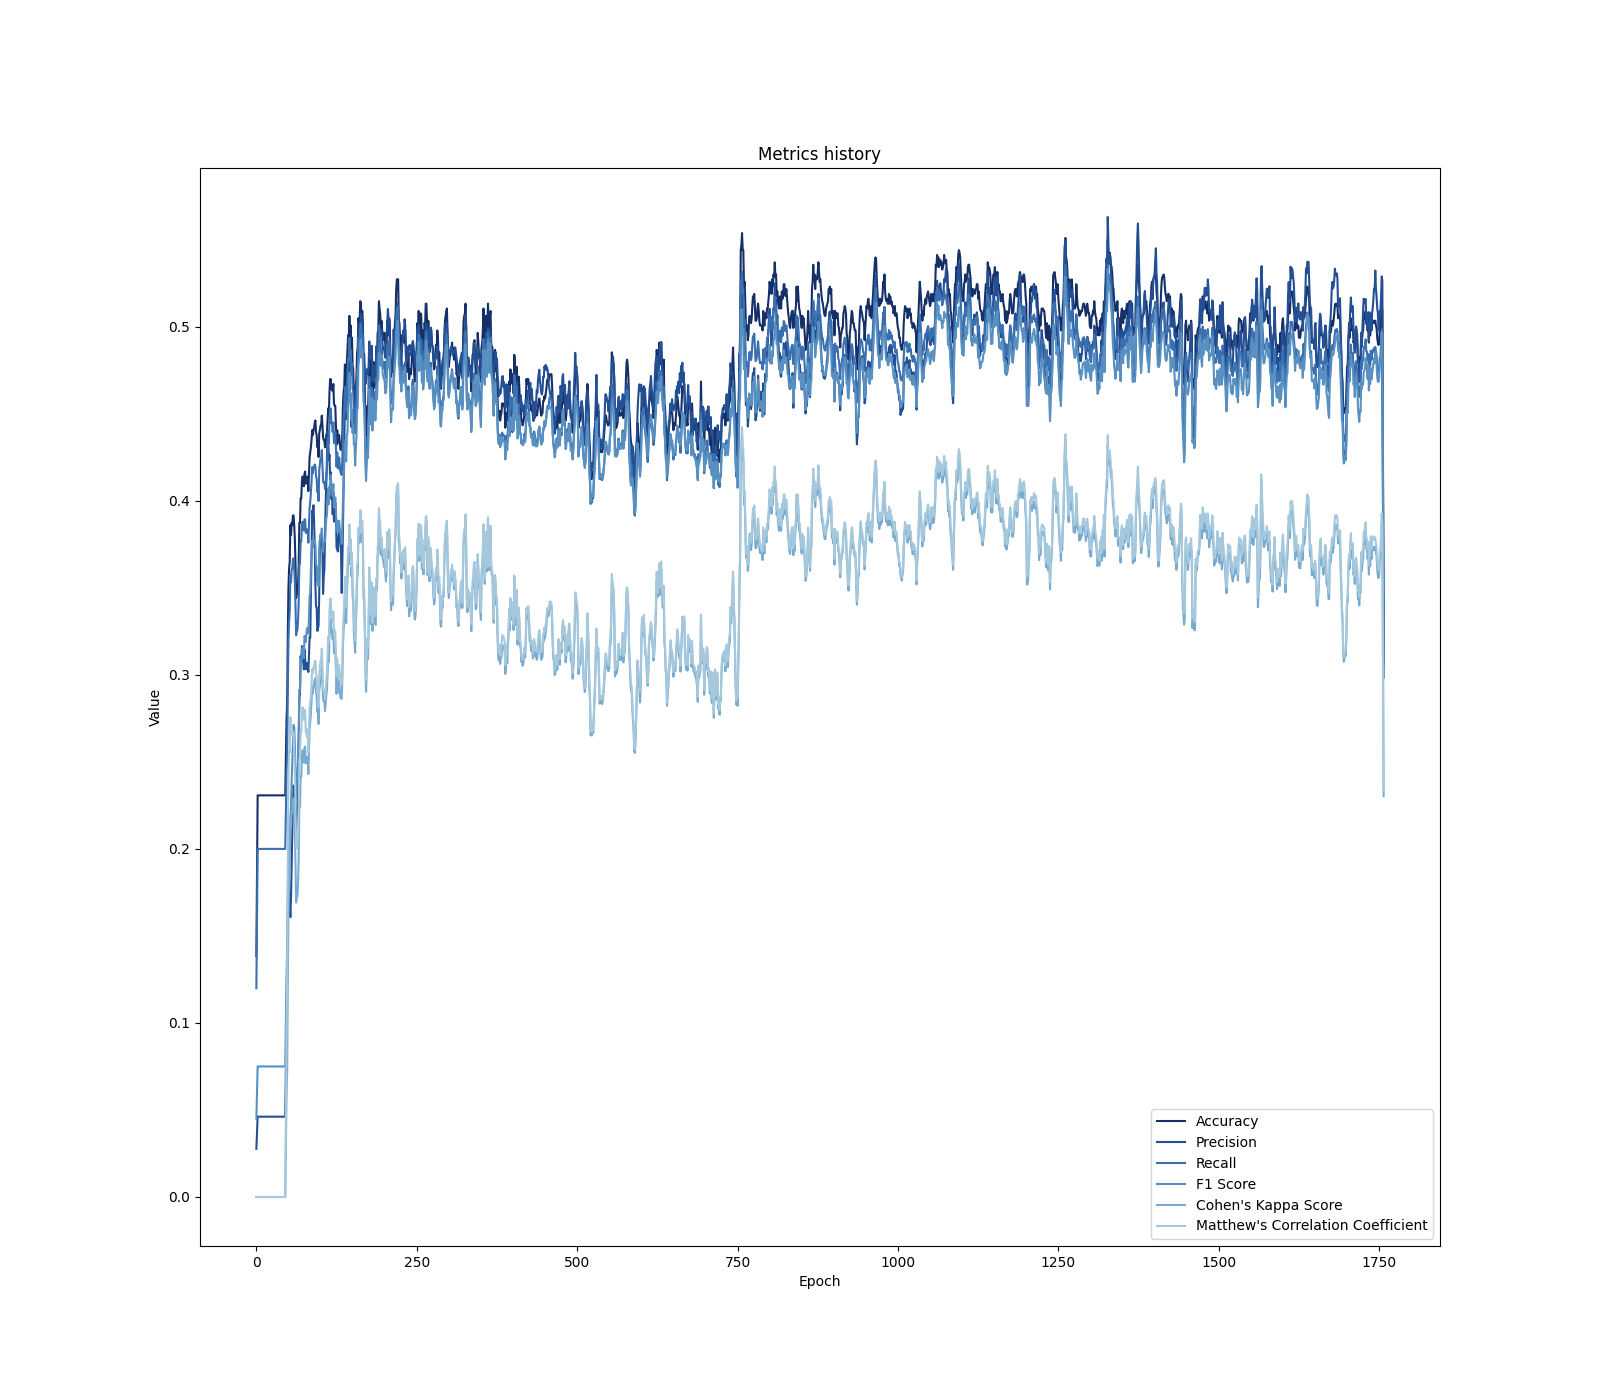 Metrics history
Value
0.5
0.4
0.3
0.2
0.1
0.0
0
250
500
750
1000
1250
1500
1750
Epoch
Accuracy
Precision
Recall
F1 Score
Cohen's Kappa Score
Matthew's Correlation Coefficient